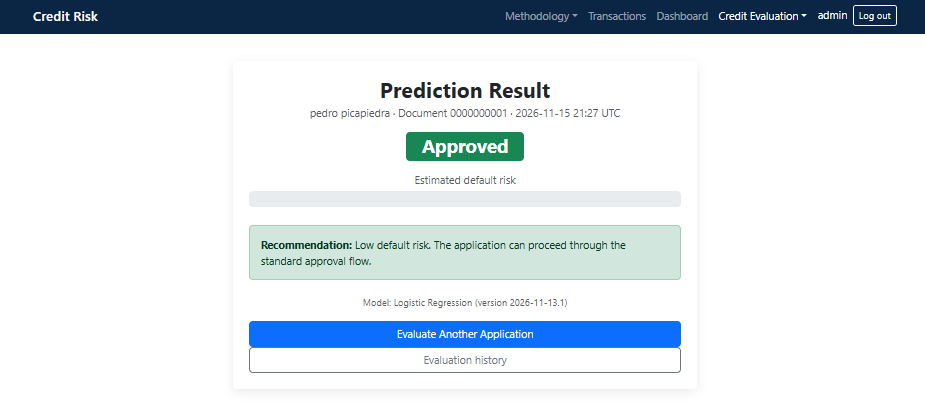 Credit Risk
Methodology Transactions Dashboard Credit Evaluation admin Log out
Prediction Result
pedro picapiedra · Document 0000000001 · 2026-11-15 21:27 UTC
Approved
Estimated default risk
Recommendation: Low default risk. The application can proceed through the
standard approval flow.
Model: Logistic Regression (version 2026-11-13.1)
Evaluate Another Application
Evaluation history